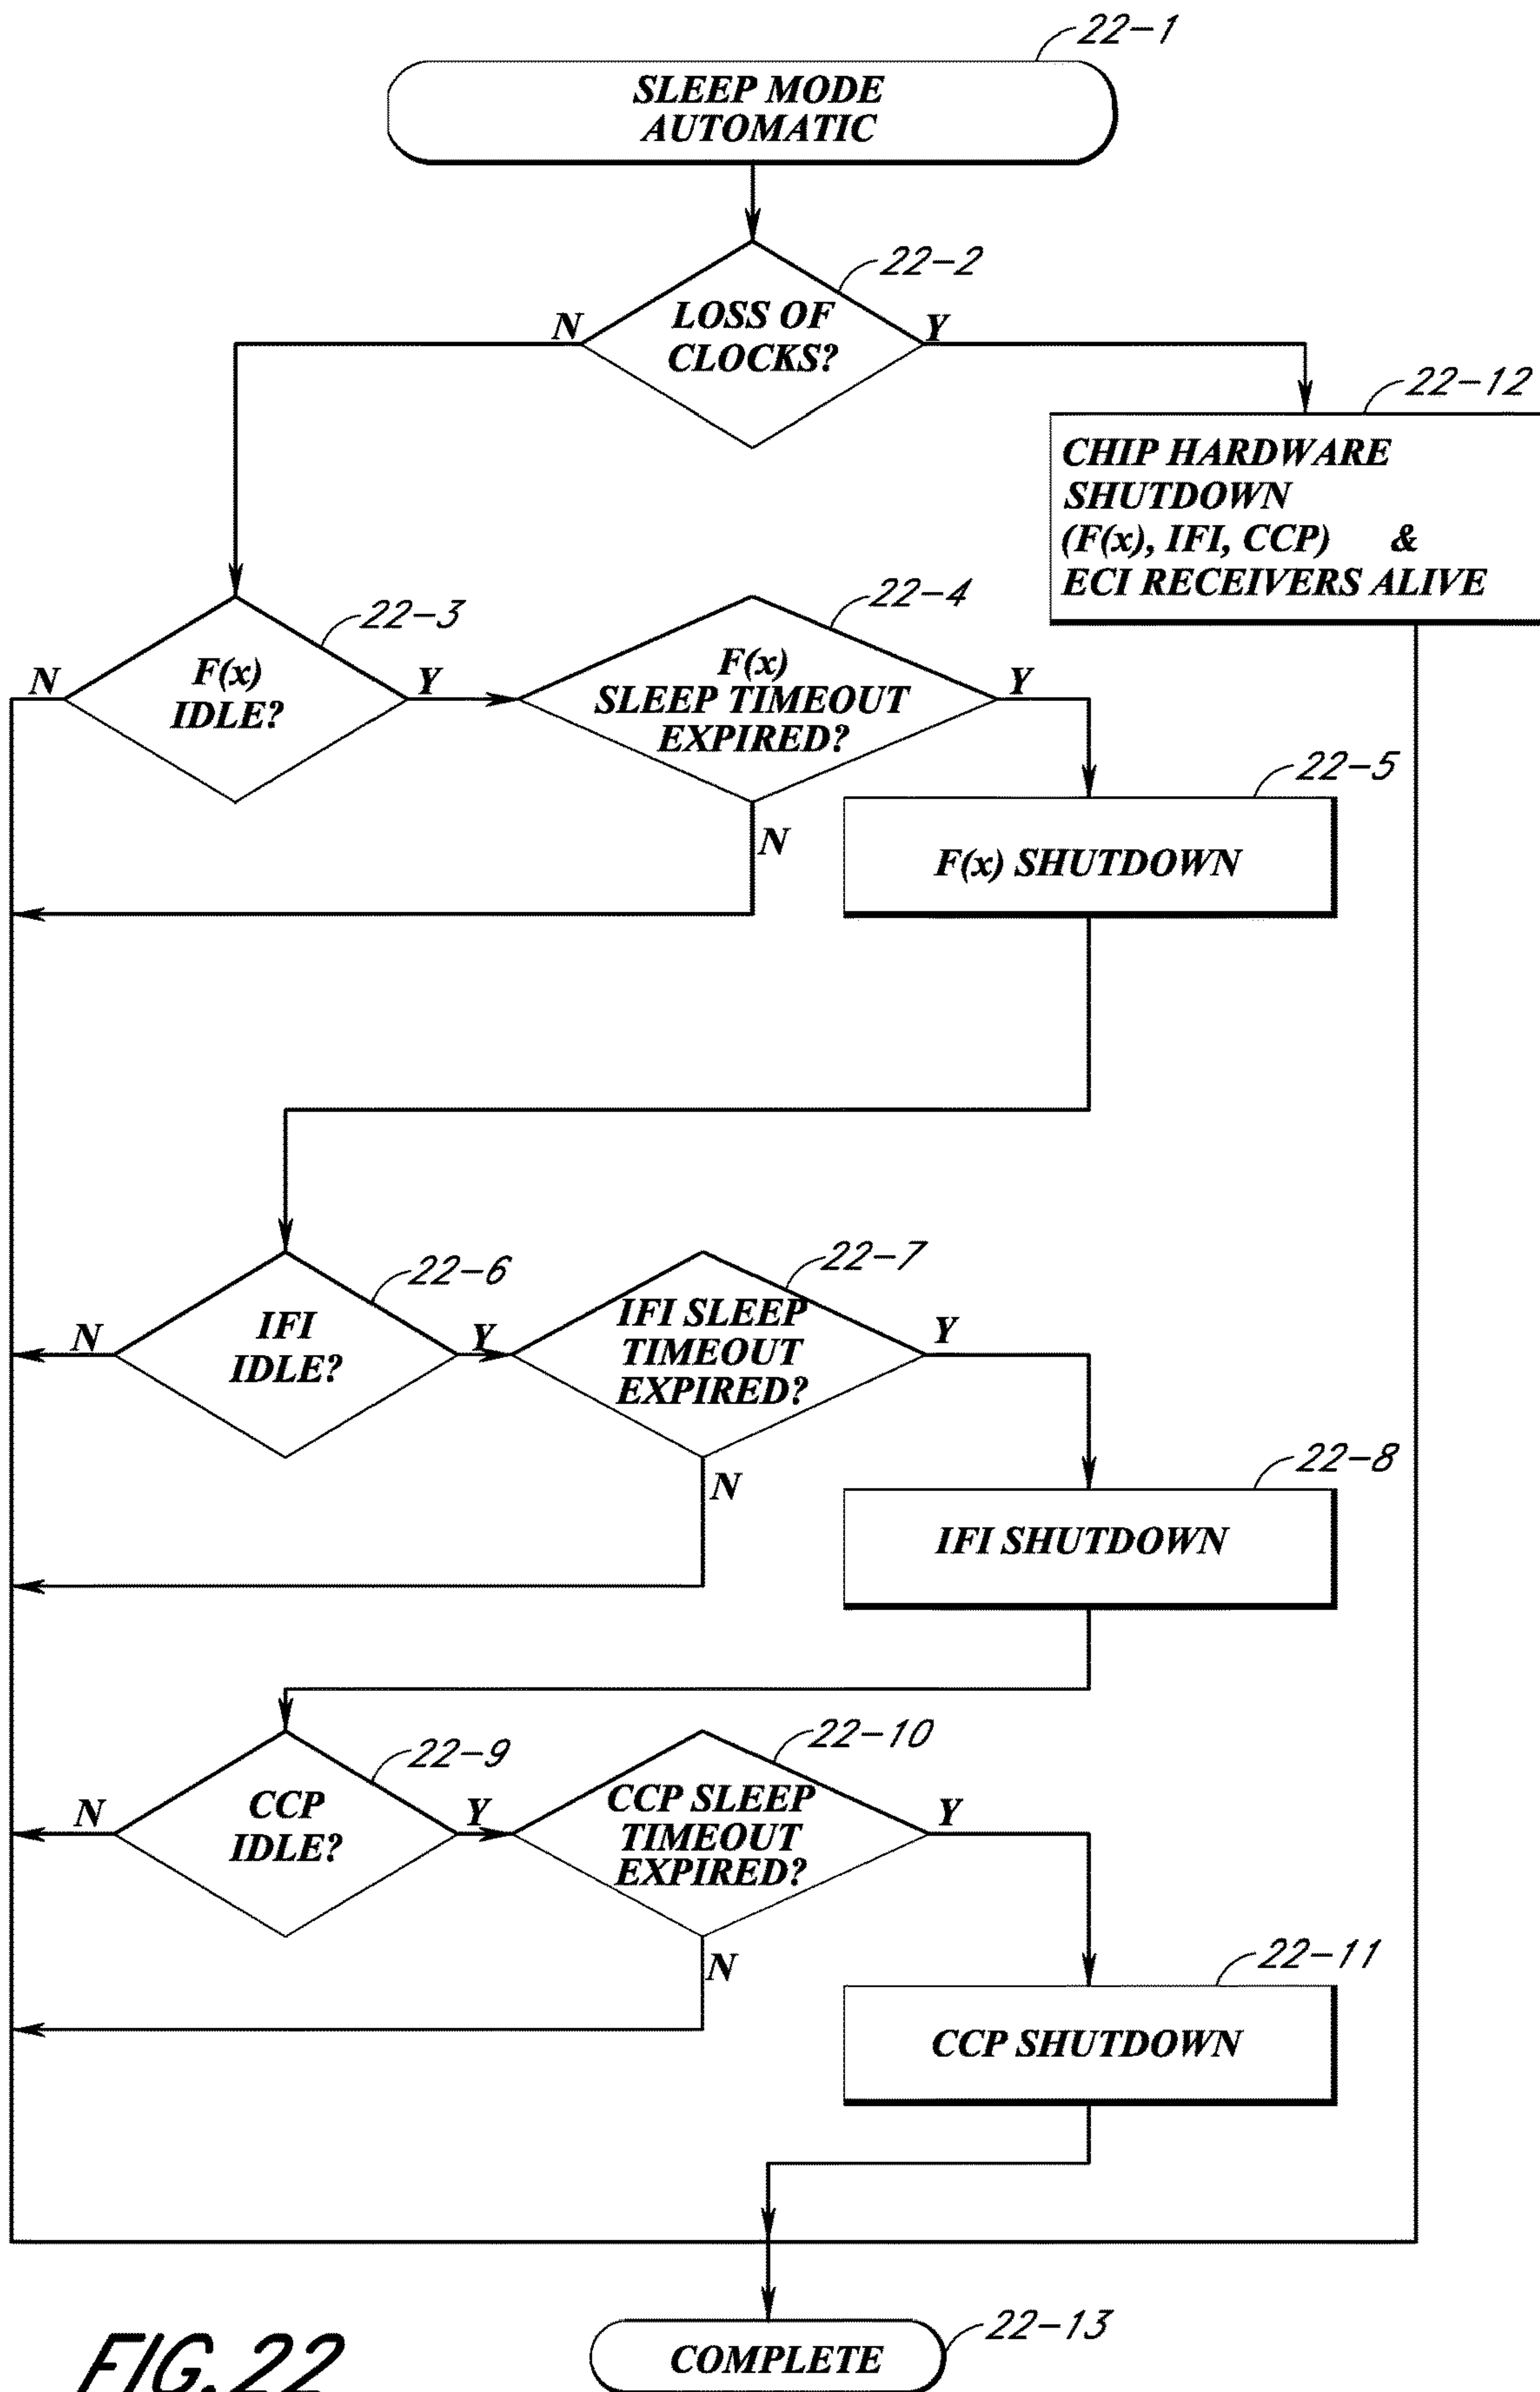 22-1
SLEEP MODE
AUTOMATIC
22-2
LOSS OF
CLOCKS?
N
Y
22-12
CHIP HARDWARE
SHUTDOWN
(F(x), IFI, CCP) &
ECI RECEIVERS ALIVE
22-3
F(x)
IDLE?
N
Y
22-4
F(x)
SLEEP TIMEOUT
EXPIRED?
Y
N
22-5
F(x) SHUTDOWN
22-6
IFI
IDLE?
N
Y
22-7
IFI SLEEP
TIMEOUT
EXPIRED?
Y
N
22-8
IFI SHUTDOWN
22-9
CCP
IDLE?
N
Y
22-10
CCP SLEEP
TIMEOUT
EXPIRED?
Y
N
22-11
CCP SHUTDOWN
22-13
COMPLETE
FIG.22